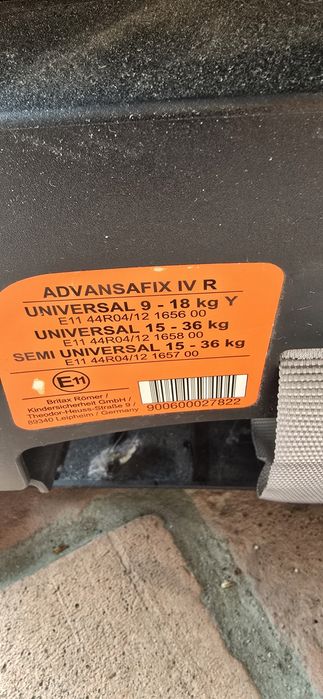 ADVANSAFIX IV R
UNIVERSAL 9 - 18 kg Y
E11 44R04/12 1656 00
UNIVERSAL 15 - 36 kg
E11 44R04/12 1658 00
SEMI UNIVERSAL 15 - 36 kg
E11 44R04/12 1657 00
E11
Britax Römer /
Kindersicherheit GmbH /
Theodor-Heuss-Straße 9 /
89340 Leipheim / Germany
900600027822